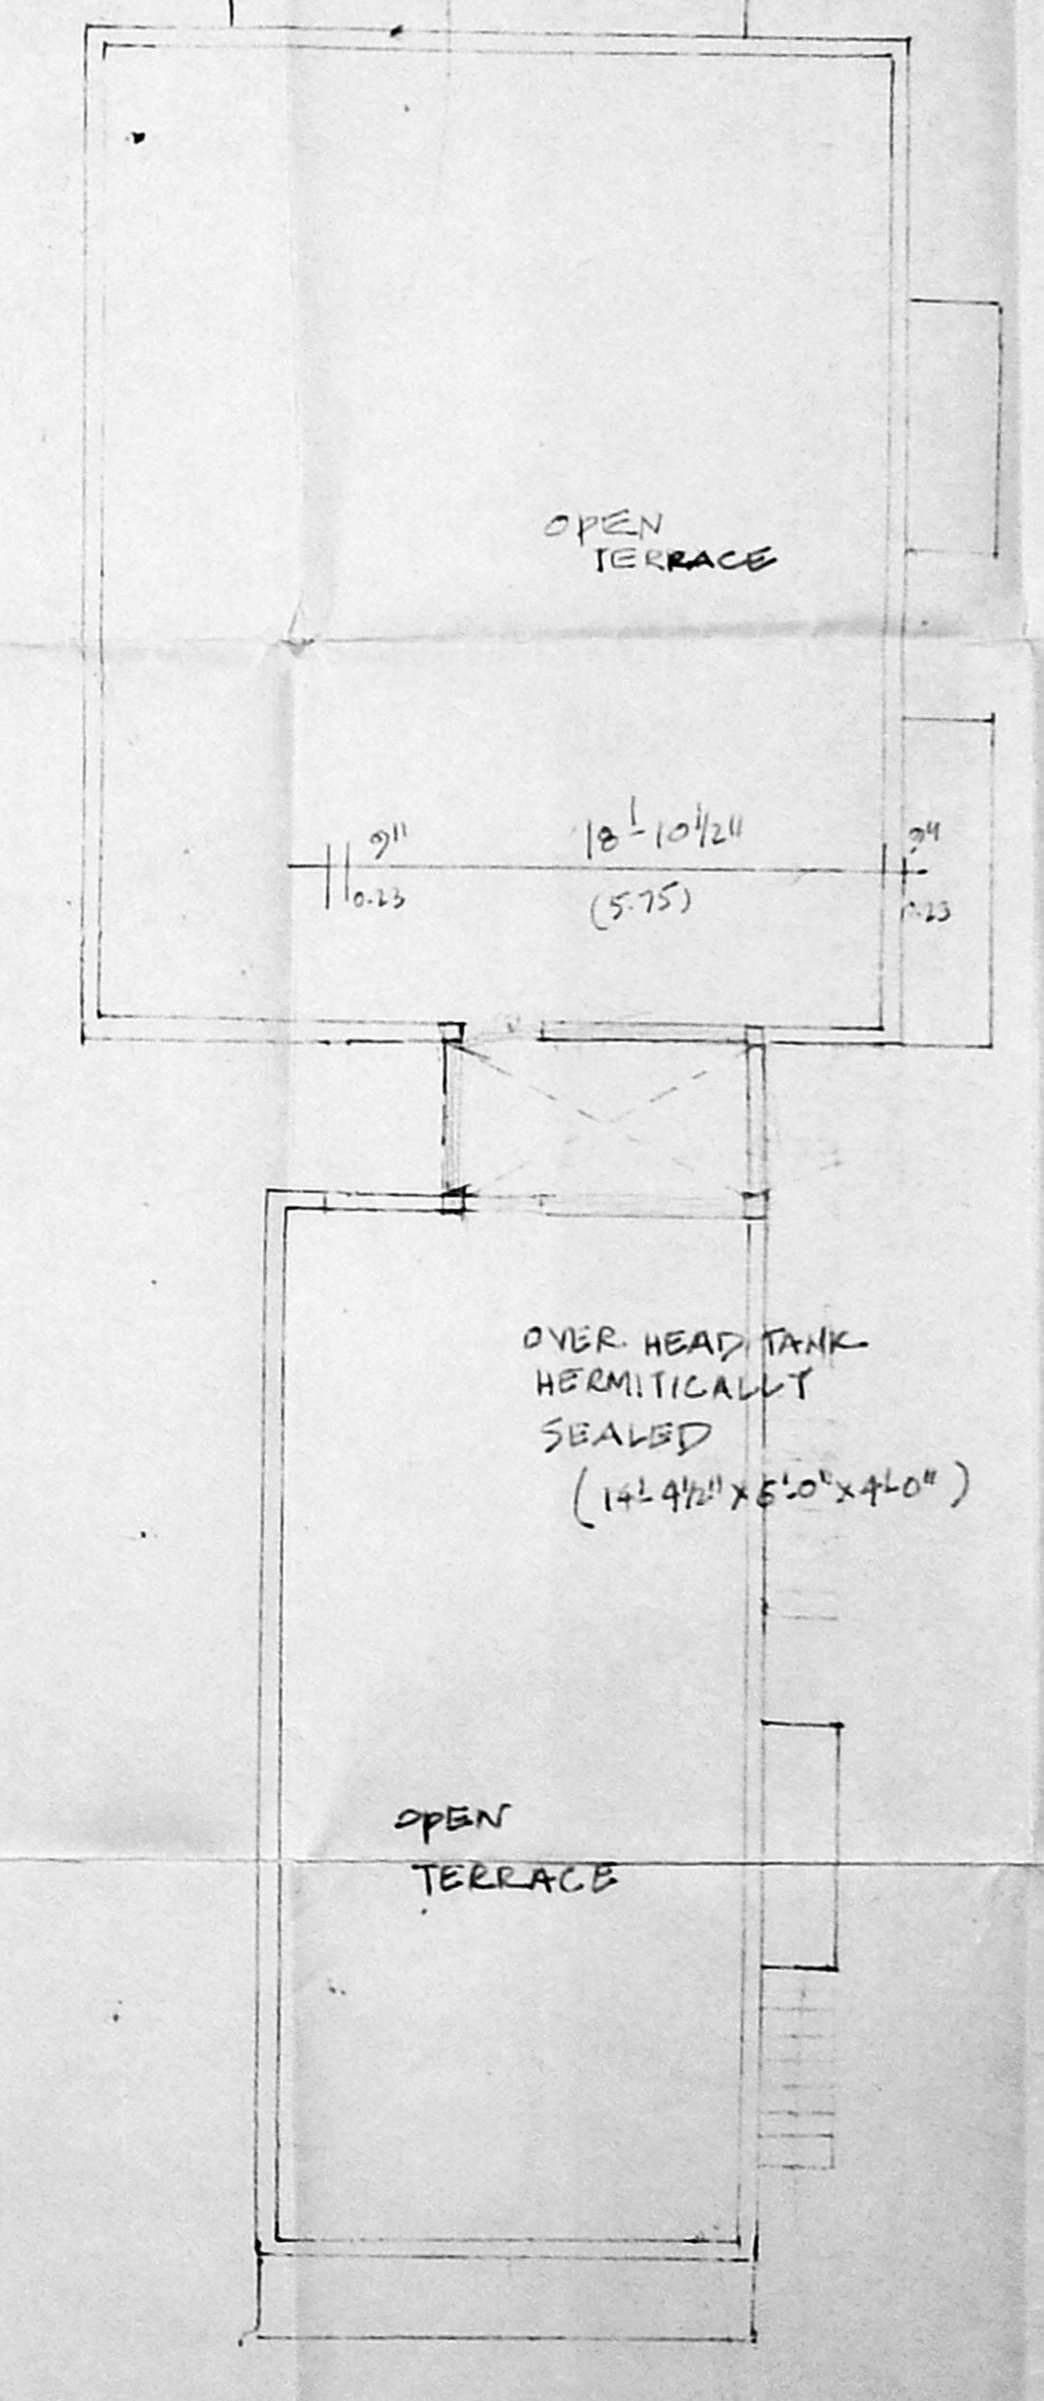 OPEN
TERRACE
9" 18'-10½" 9"
0.23 (5.75) 0.23
OVER HEAD TANK
HERMITICALLY
SEALED
(14'-4½" x 5'-0" x 4'-0")
OPEN
TERRACE